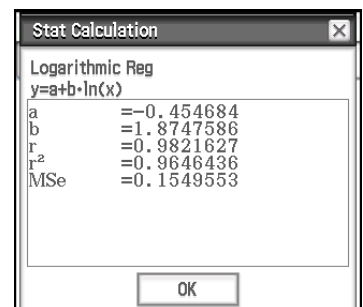 Stat Calculation
Logarithmic Reg
y=a+b·ln(x)
a =-0.454684
b =1.8747586
r =0.9821627
r² =0.9646436
MSe =0.1549553
OK